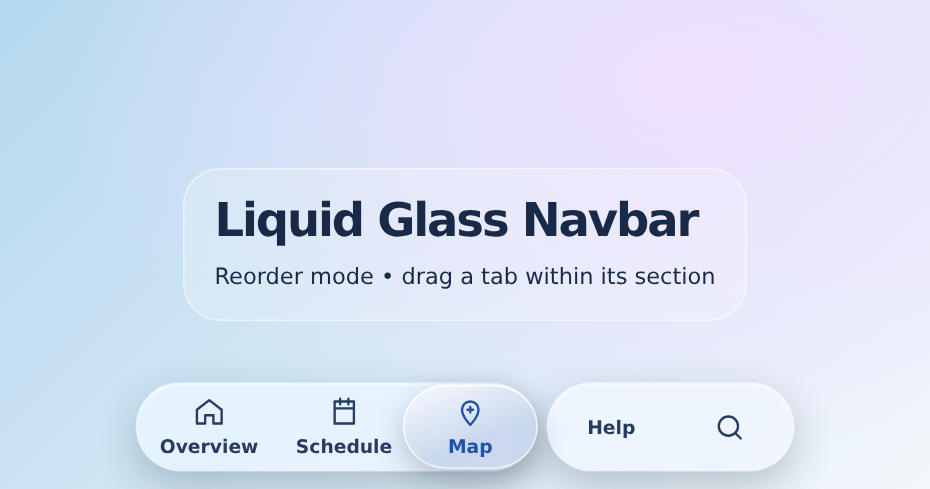 Liquid Glass Navbar
Reorder mode • drag a tab within its section
Overview
Schedule
Map
Help